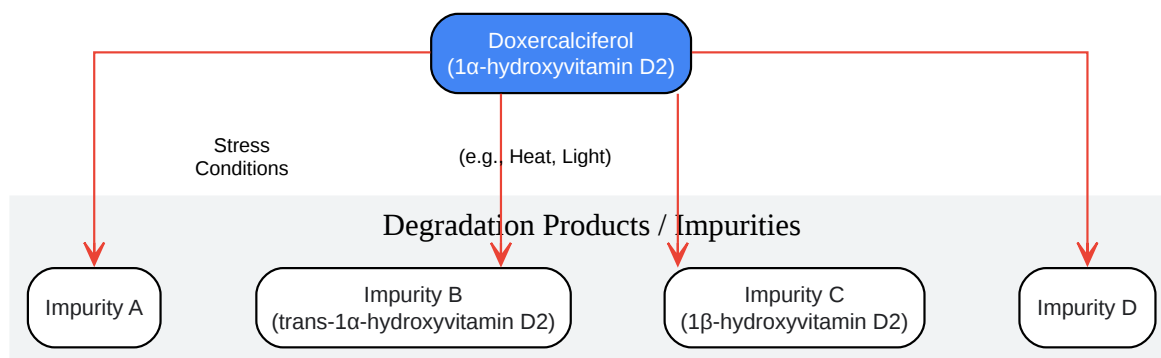 Doxercalciferol
(1α-hydroxyvitamin D2)
Stress
Conditions
(e.g., Heat, Light)
Degradation Products / Impurities
Impurity A
Impurity B
(trans-1α-hydroxyvitamin D2)
Impurity C
(1β-hydroxyvitamin D2)
Impurity D